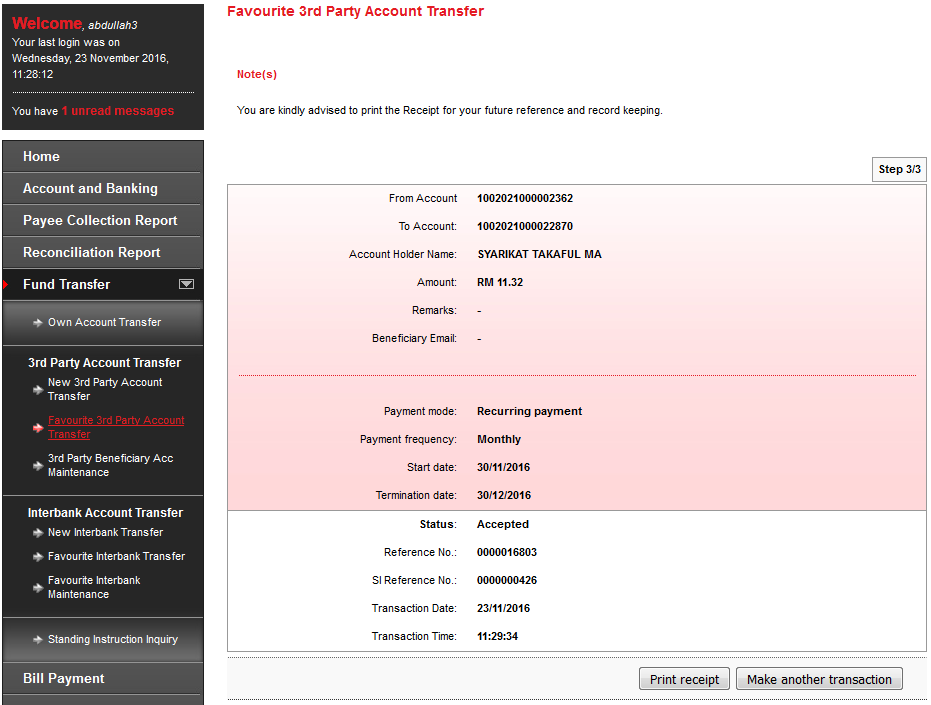 Welcome, abdullah3
Your last login was on
Wednesday, 23 November 2016,
11:28:12
You have 1 unread messages
Home
Account and Banking
Payee Collection Report
Reconciliation Report
Fund Transfer
Own Account Transfer
3rd Party Account Transfer
New 3rd Party Account
Transfer
Favourite 3rd Party Account
Transfer
3rd Party Beneficiary Acc
Maintenance
Interbank Account Transfer
New Interbank Transfer
Favourite Interbank Transfer
Favourite Interbank
Maintenance
Standing Instruction Inquiry
Bill Payment
Favourite 3rd Party Account Transfer
Note(s)
You are kindly advised to print the Receipt for your future reference and record keeping.
Step 3/3
From Account 1002021000002362
To Account: 1002021000022870
Account Holder Name: SYARIKAT TAKAFUL MA
Amount: RM 11.32
Remarks: -
Beneficiary Email: -
Payment mode: Recurring payment
Payment frequency: Monthly
Start date: 30/11/2016
Termination date: 30/12/2016
Status: Accepted
Reference No.: 0000016803
SI Reference No.: 0000000426
Transaction Date: 23/11/2016
Transaction Time: 11:29:34
Print receipt Make another transaction